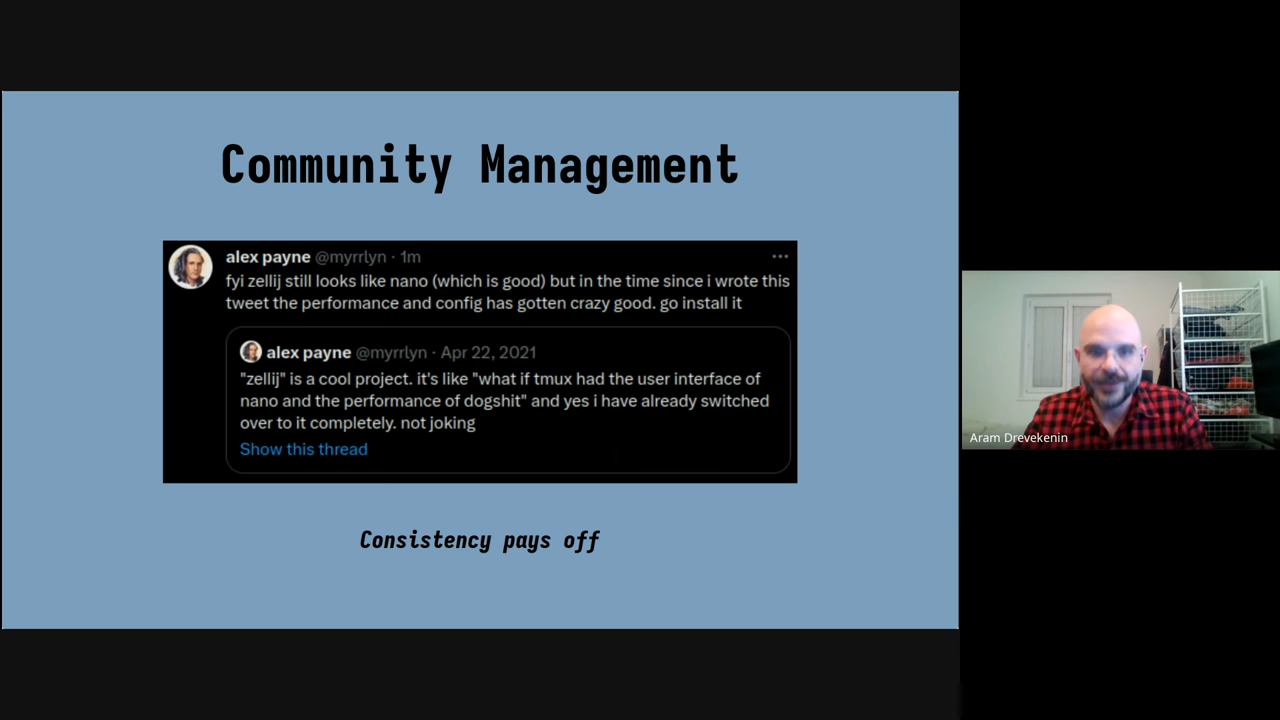 Community Management
alex payne @myrrlyn · 1m
fyi zellij still looks like nano (which is good) but in the time since i wrote this
tweet the performance and config has gotten crazy good. go install it
alex payne @myrrlyn · Apr 22, 2021
"zellij" is a cool project. it's like "what if tmux had the user interface of
nano and the performance of dogshit" and yes i have already switched
over to it completely. not joking
Show this thread
Consistency pays off
Aram Drevekenin